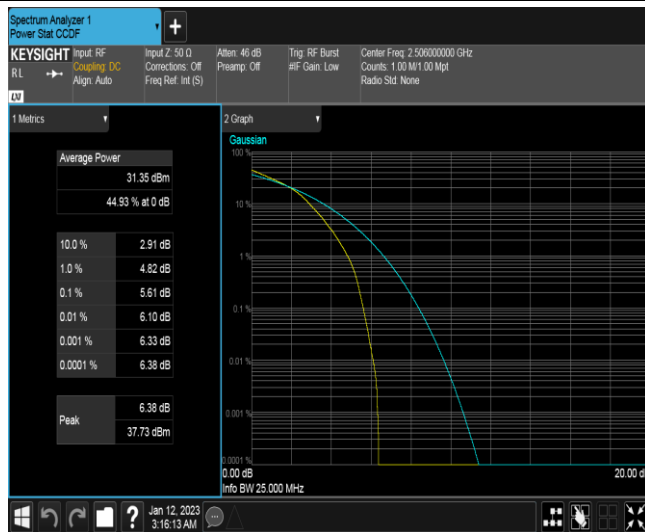 Spectrum Analyzer 1
Power Stat CCDF
+
KEYSIGHT
RL
Input: RF
Coupling: DC
Align: Auto
Input Z: 50 Ω
Corrections: Off
Freq Ref: Int (S)
Atten: 46 dB
Preamp: Off
Trig: RF Burst
#IF Gain: Low
Center Freq: 2.506000000 GHz
Counts: 1.00 M/1.00 Mpt
Radio Std: None
LXI
1 Metrics
Average Power
31.35 dBm
44.93 % at 0 dB
10.0 % 2.91 dB
1.0 % 4.82 dB
0.1 % 5.61 dB
0.01 % 6.10 dB
0.001 % 6.33 dB
0.0001 % 6.38 dB
Peak
6.38 dB
37.73 dBm
2 Graph
Gaussian
100 %
10 %
1 %
0.1 %
0.01 %
0.001 %
0.0001 %
0.00 dB
20.00 d
Info BW 25.000 MHz
?
Jan 12, 2023
3:16:13 AM